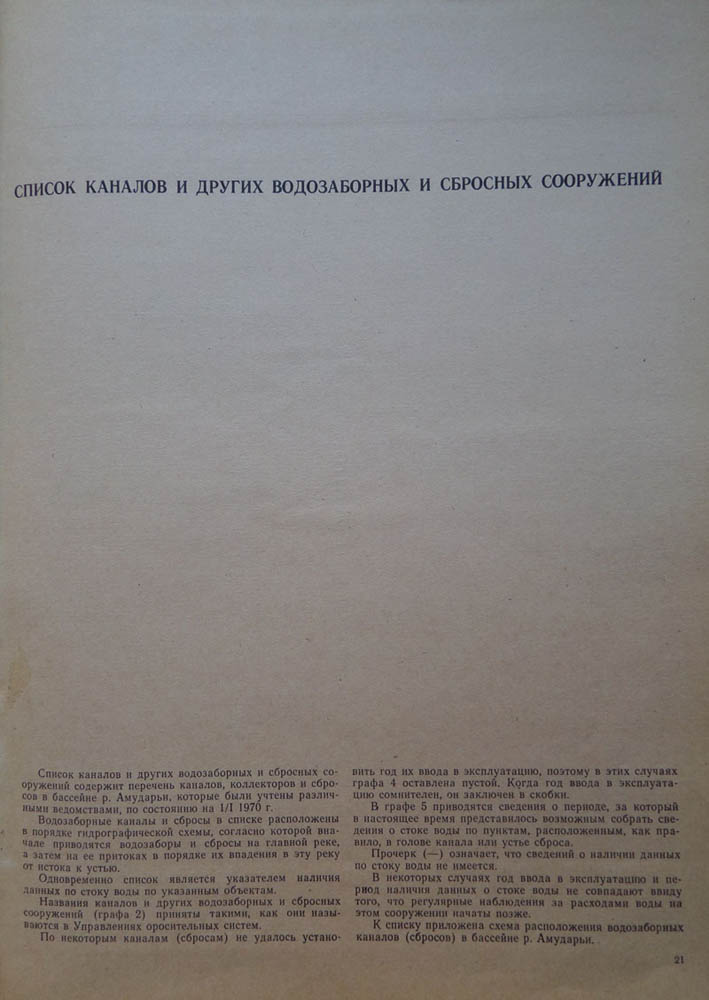 СПИСОК КАНАЛОВ И ДРУГИХ ВОДОЗАБОРНЫХ И СБРОСНЫХ СООРУЖЕНИЙ
Список каналов и других водозаборных и сбросных со-
оружений содержит перечень каналов, коллекторов и сбро-
сов в бассейне р. Амударьи, которые были учтены различ-
ными ведомствами, по состоянию на 1/I 1970 г.
Водозаборные каналы и сбросы в списке расположены
в порядке гидрографической схемы, согласно которой вна-
чале приводятся водозаборы и сбросы на главной реке,
а затем на ее притоках в порядке их впадения в эту реку
от истока к устью.
Одновременно список является указателем наличия
данных по стоку воды по указанным объектам.
Названия каналов и других водозаборных и сбросных
сооружений (графа 2) приняты такими, как они назы-
ваются в Управлениях оросительных систем.
По некоторым каналам (сбросам) не удалось устано-
вить год их ввода в эксплуатацию, поэтому в этих случаях
графа 4 оставлена пустой. Когда год ввода в эксплуата-
цию сомнителен, он заключен в скобки.
В графе 5 приводятся сведения о периоде, за который
в настоящее время представилось возможным собрать све-
дения о стоке воды по пунктам, расположенным, как пра-
вило, в голове канала или устье сброса.
Прочерк (—) означает, что сведений о наличии данных
по стоку воды не имеется.
В некоторых случаях год ввода в эксплуатацию и пе-
риод наличия данных о стоке воды не совпадают ввиду
того, что регулярные наблюдения за расходами воды на
этом сооружении начаты позже.
К списку приложена схема расположения водозаборных
каналов (сбросов) в бассейне р. Амударьи.
21